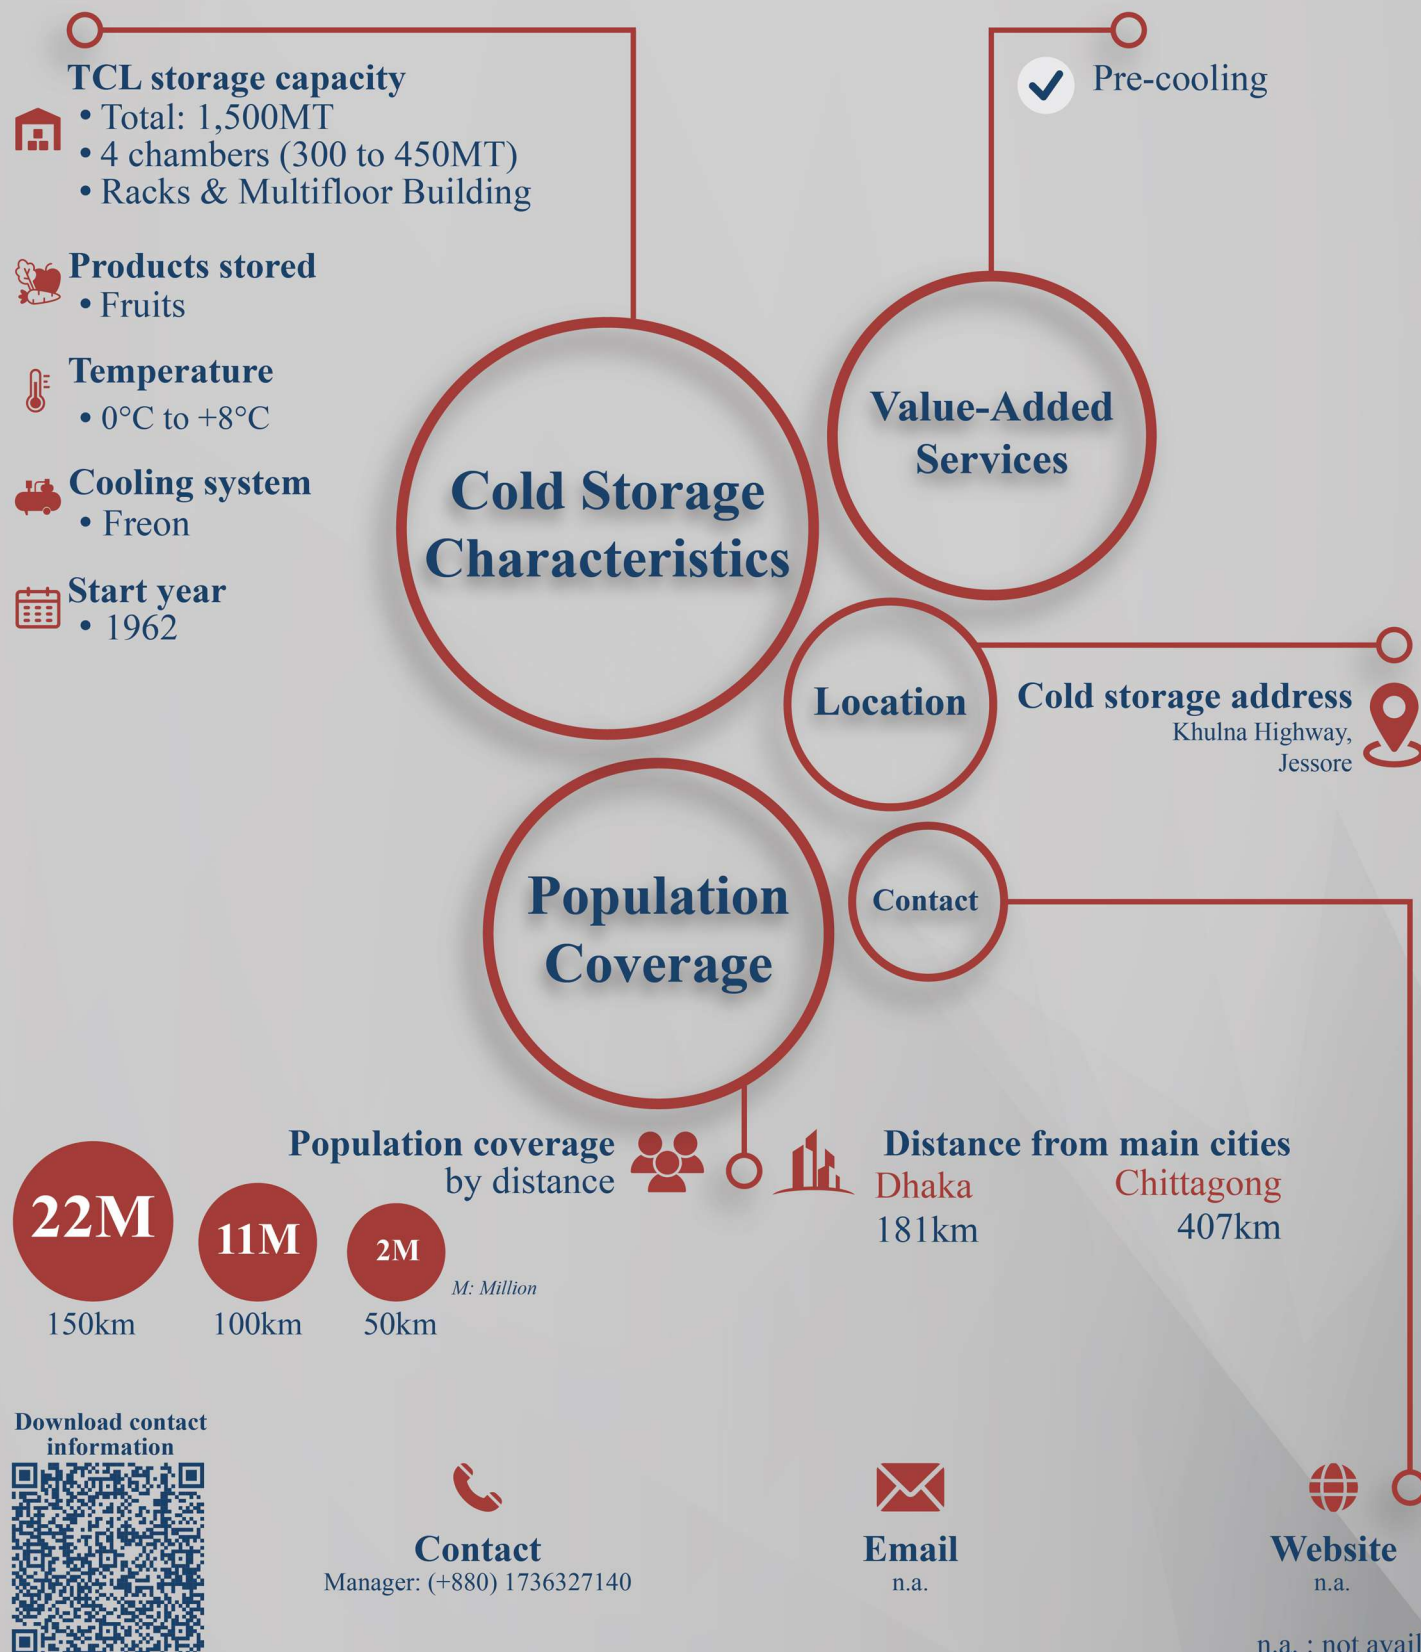 TCL storage capacity
• Total: 1,500MT
• 4 chambers (300 to 450MT)
• Racks & Multifloor Building
Products stored
• Fruits
Temperature
• 0°C to +8°C
Cooling system
• Freon
Start year
• 1962
Pre-cooling
Cold Storage
Characteristics
Value-Added
Services
Location
Cold storage address
Khulna Highway,
Jessore
Population
Coverage
Contact
Population coverage
by distance
22M
11M
2M
M: Million
150km
100km
50km
Distance from main cities
Dhaka
Chittagong
181km
407km
Download contact
information
Contact
Manager: (+880) 1736327140
Email
n.a.
Website
n.a.
n.a. : not avail